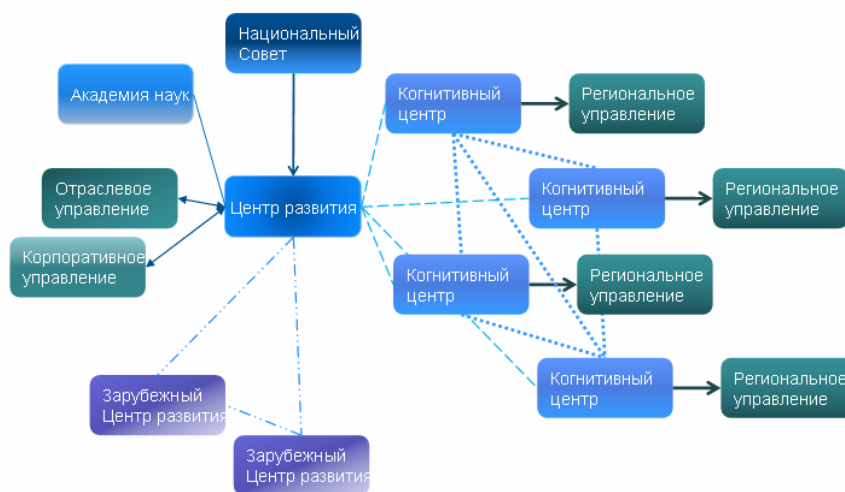 Национальный
Совет
Академия наук
Когнитивный
центр
Региональное
управление
Отраслевое
управление
Центр развития
Когнитивный
центр
Региональное
управление
Корпоративное
управление
Когнитивный
центр
Региональное
управление
Зарубежный
Центр развития
Когнитивный
центр
Региональное
управление
Зарубежный
Центр развития